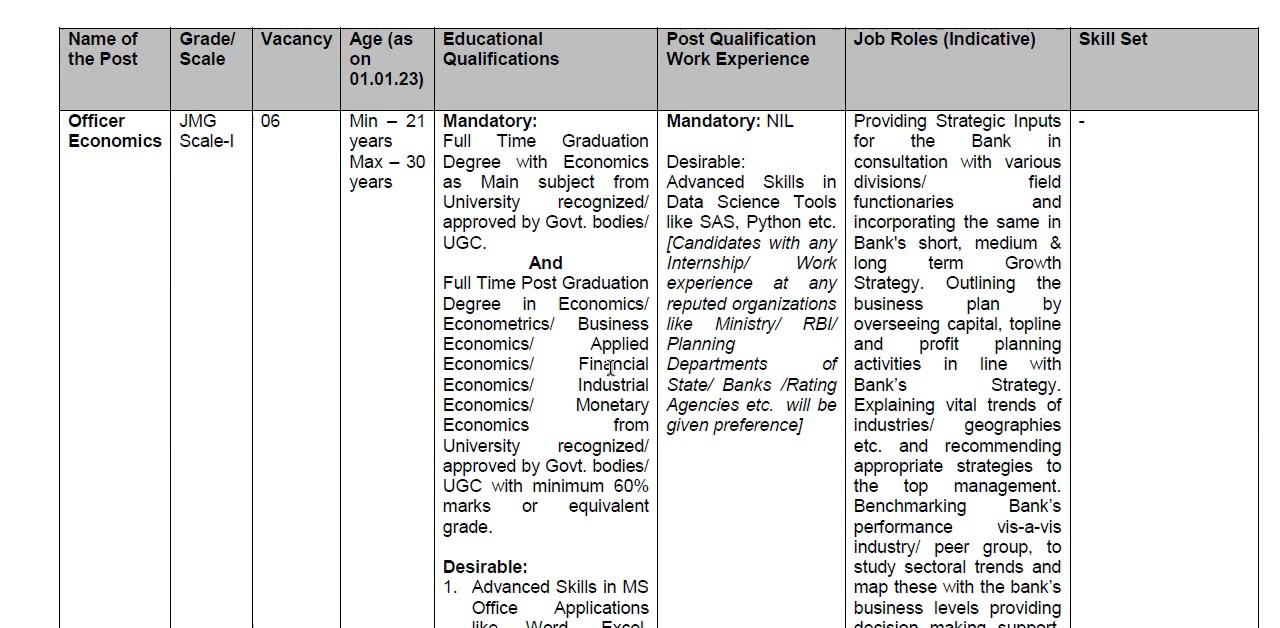 Name of
the Post
Grade/
Scale
Vacancy
Age (as
on
01.01.23)
Educational
Qualifications
Post Qualification
Work Experience
Job Roles (Indicative)
Skill Set
Officer
Economics
JMG
Scale-I
06
Min – 21
years
Max – 30
years
Mandatory:
Full Time Graduation
Degree with Economics
as Main subject from
University recognized/
approved by Govt. bodies/
UGC.
And
Full Time Post Graduation
Degree in Economics/
Econometrics/ Business
Economics/ Applied
Economics/ Financial
Economics/ Industrial
Economics/ Monetary
Economics from
University recognized/
approved by Govt. bodies/
UGC with minimum 60%
marks or equivalent
grade.
Desirable:
1. Advanced Skills in MS
Office Applications
like Word, Excel,
Mandatory: NIL
Desirable:
Advanced Skills in
Data Science Tools
like SAS, Python etc.
[Candidates with any
Internship/ Work
experience at any
reputed organizations
like Ministry/ RBI/
Planning
Departments of
State/ Banks /Rating
Agencies etc. will be
given preference]
Providing Strategic Inputs
for the Bank in
consultation with various
divisions/ field
functionaries and
incorporating the same in
Bank's short, medium &
long term Growth
Strategy. Outlining the
business plan by
overseeing capital, topline
and profit planning
activities in line with
Bank’s Strategy.
Explaining vital trends of
industries/ geographies
etc. and recommending
appropriate strategies to
the top management.
Benchmarking Bank’s
performance vis-a-vis
industry/ peer group, to
study sectoral trends and
map these with the bank’s
business levels providing
decision making support.
-